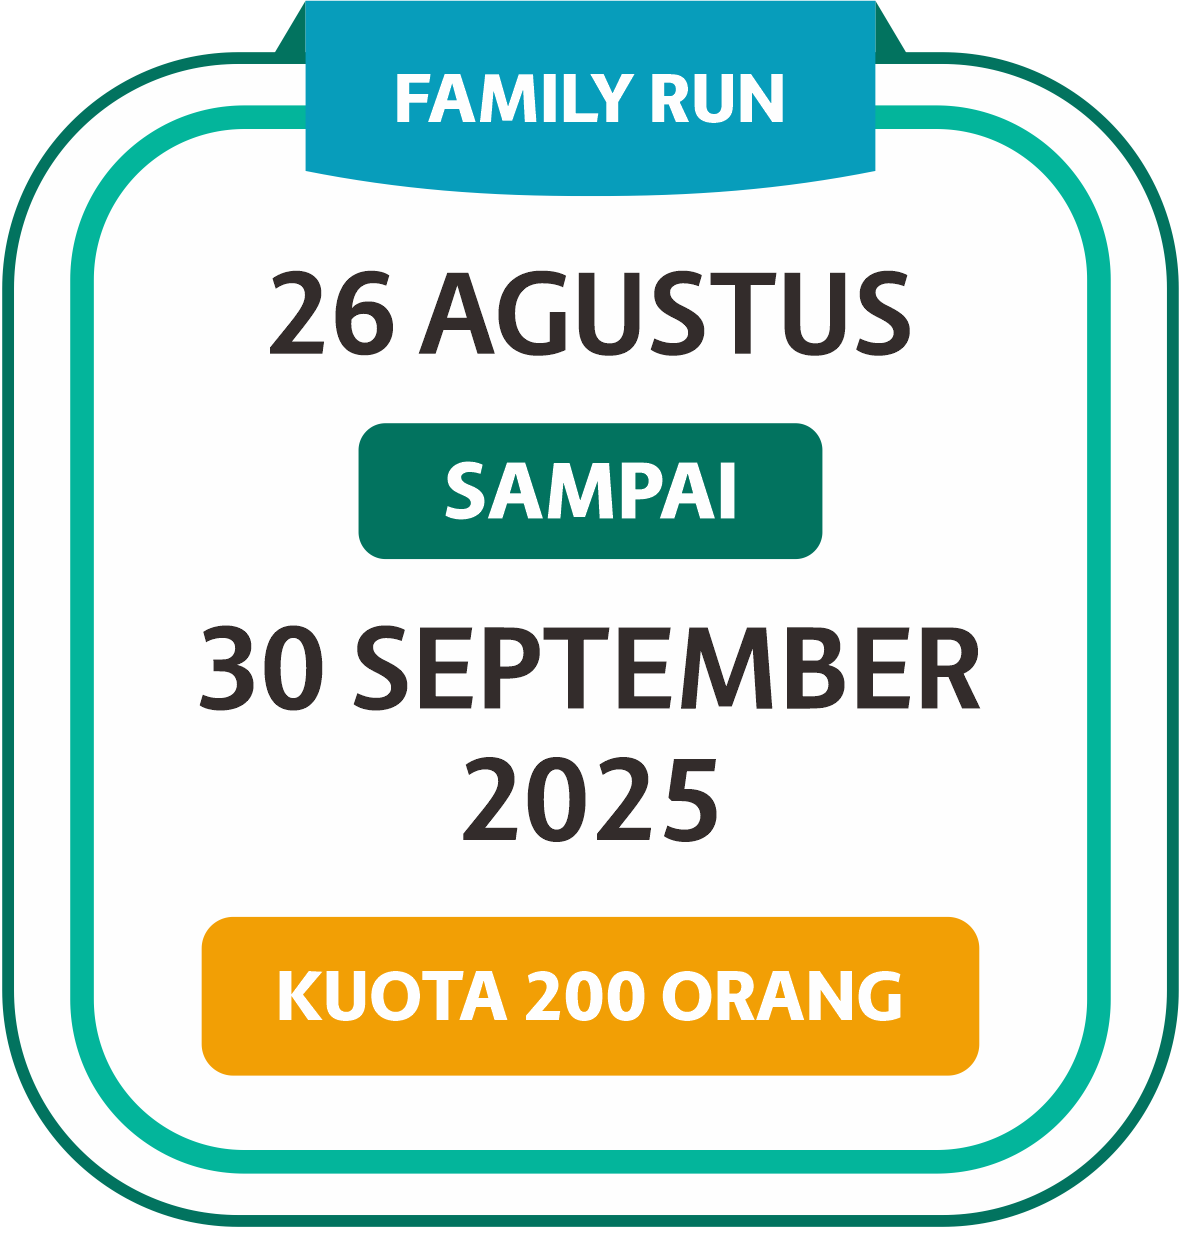 FAMILY RUN
26 AGUSTUS
SAMPAI
30 SEPTEMBER
2025
KUOTA 200 ORANG